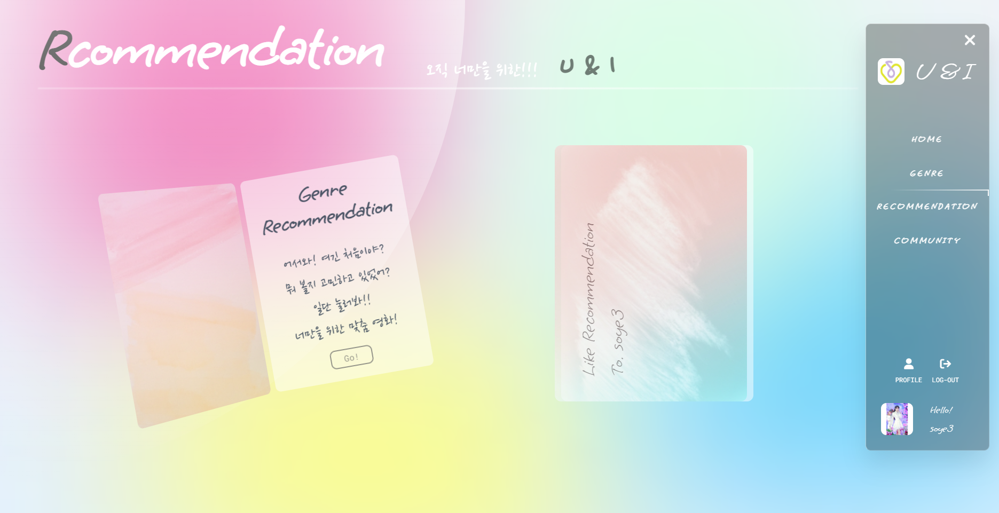 Rcommendation
오직 너만을 위한!!! U & I
Genre
Recommendation
어서와! 여긴 처음이야?
뭐 볼지 고민하고 있었어?
일단 눌러봐!!
너만을 위한 맞춤 영화!
Go!
Like Recommendation
To. soye3
U & I
HOME
GENRE
RECOMMENDATION
COMMUNITY
PROFILE LOG-OUT
Hello!
soye3